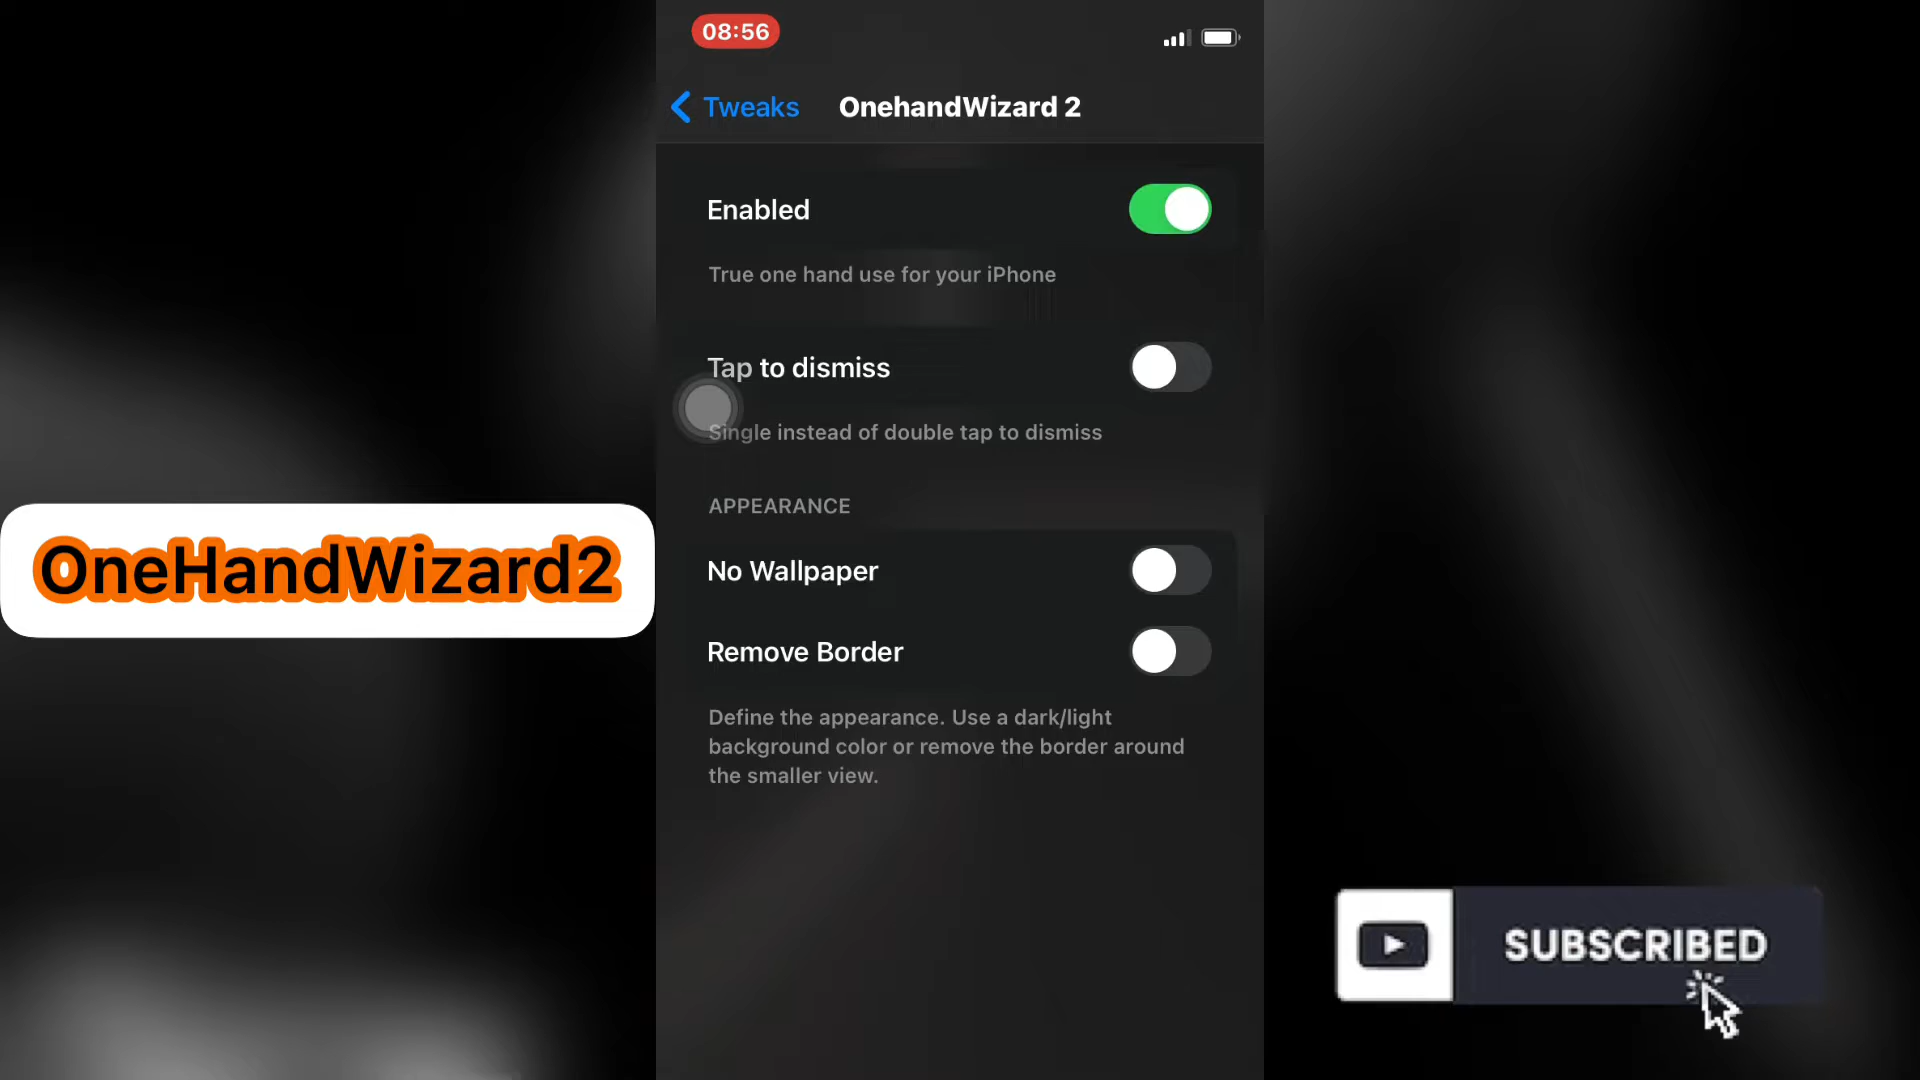 08:56
Tweaks
OnehandWizard 2
Enabled
True one hand use for your iPhone
Tap to dismiss
Single instead of double tap to dismiss
APPEARANCE
No Wallpaper
Remove Border
Define the appearance. Use a dark/light
background color or remove the border around
the smaller view.
OneHandWizard2
SUBSCRIBED